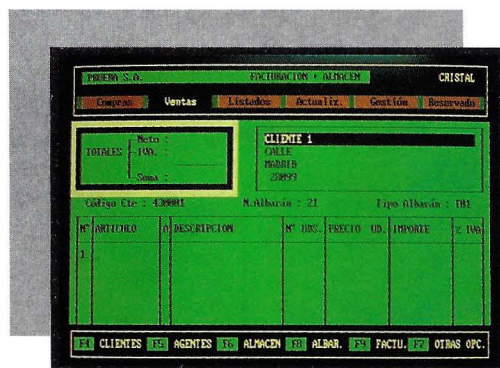 PRUEBA S.A. FACTURACION + ALMACEN CRISTAL
Compras Ventas Listados Actualiz. Gestión Reservado
TOTALES Neto :
IVA. :
Suma :
CLIENTE 1
CALLE
MADRID
28099
Código Cte : 430001 N.Albarán : 21 Tipo Albarán : T01
Nº ARTICULO A DESCRIPCION Nº UDS. PRECIO UD. IMPORTE % IVA
1
F4 CLIENTES F5 AGENTES F6 ALMACEN F8 ALBAR. F9 FACTU. F7 OTRAS OPC.